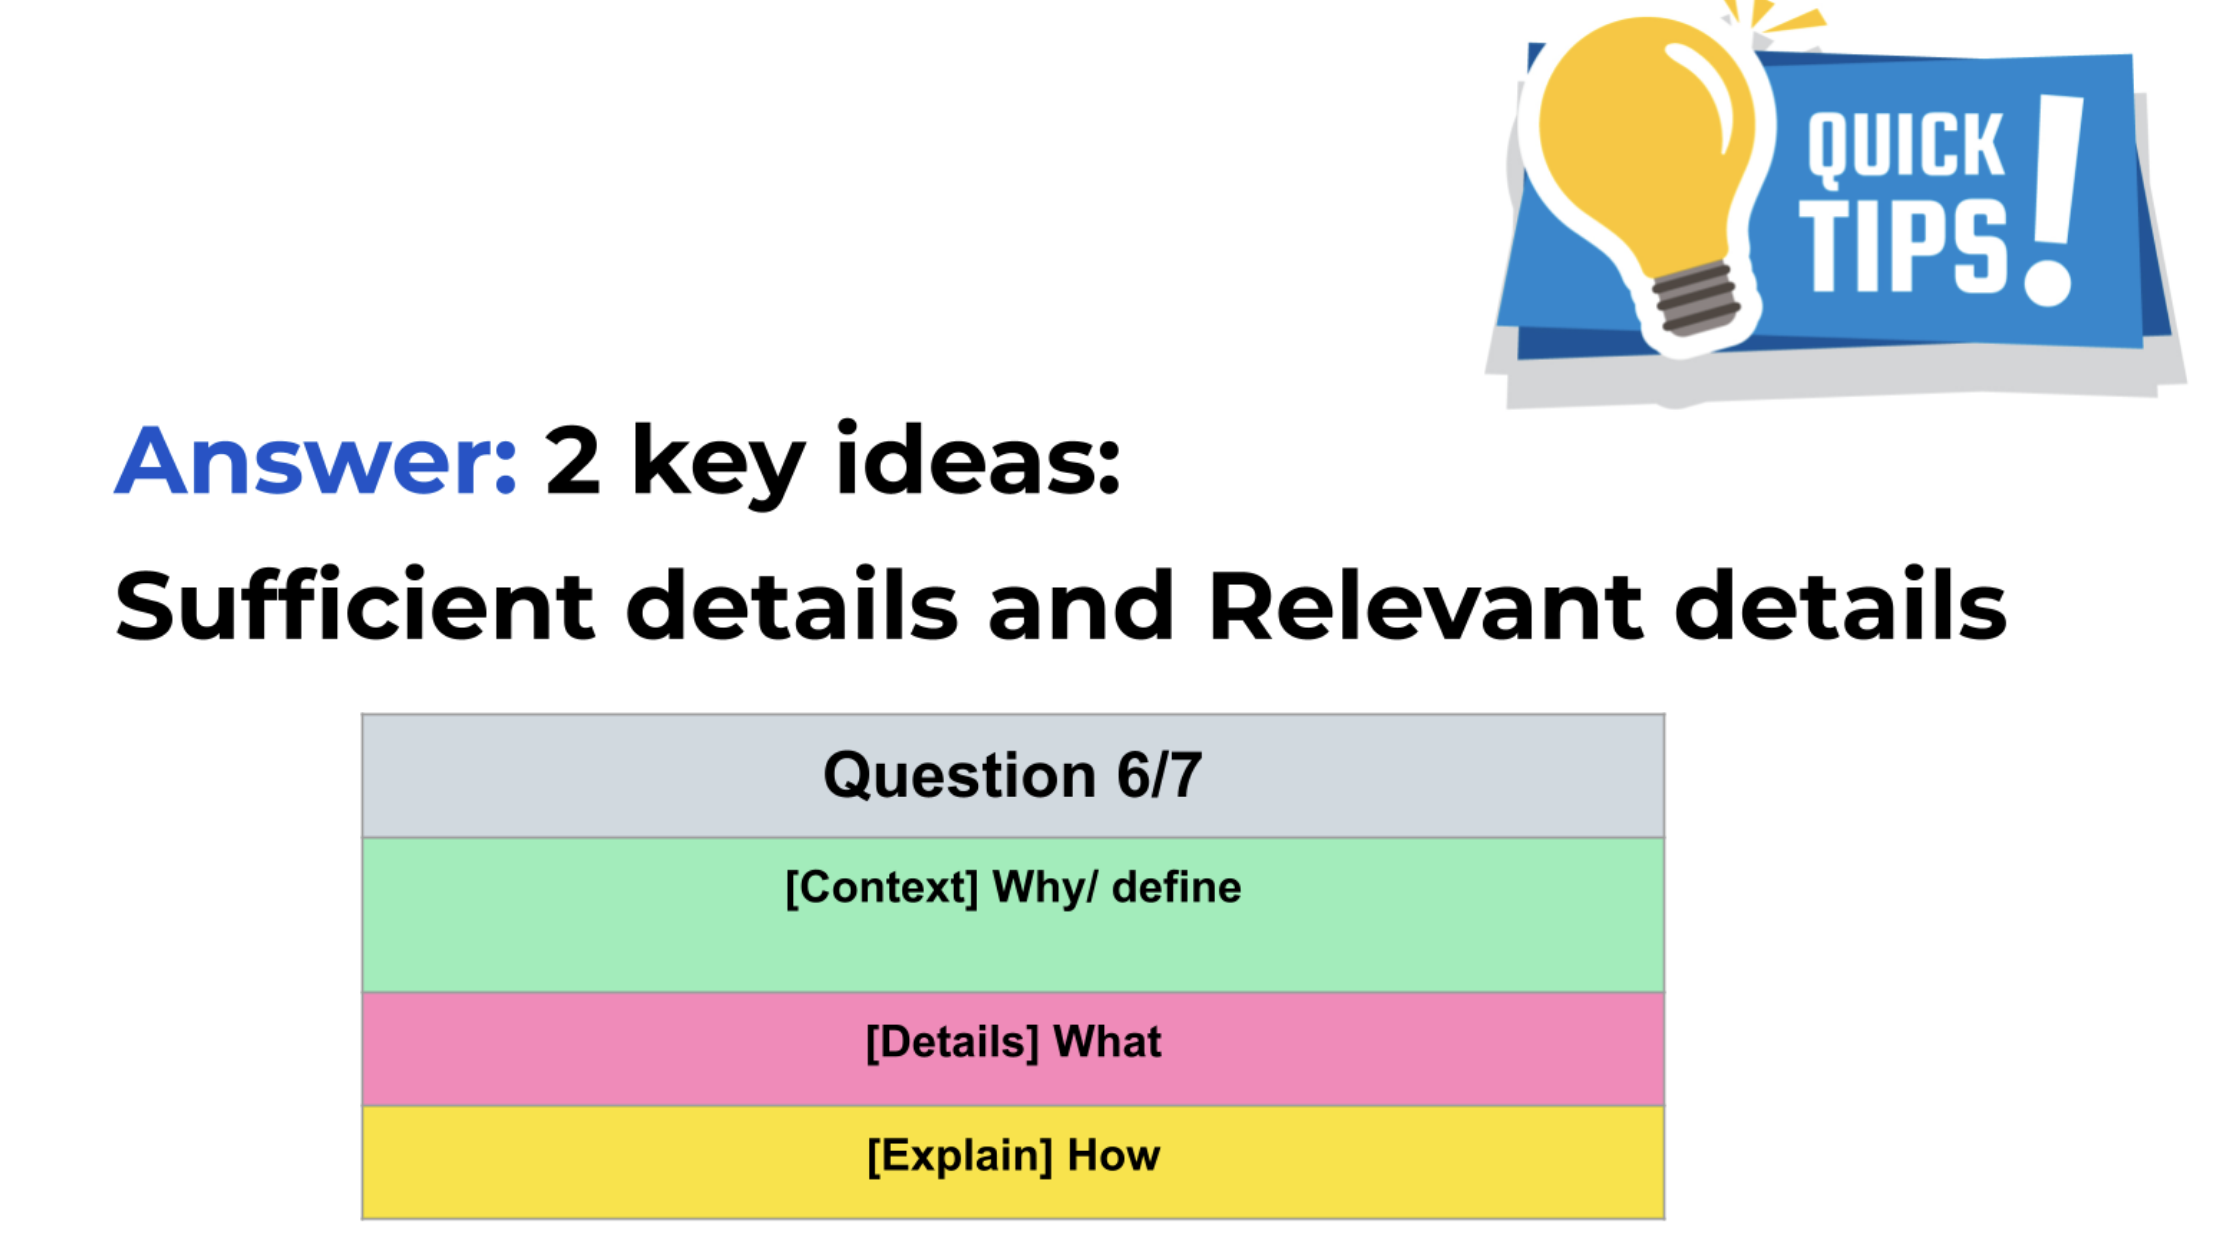 QUICK
TIPS!
Answer: 2 key ideas:
Sufficient details and Relevant details
Question 6/7
[Context] Why/ define
[Details] What
[Explain] How